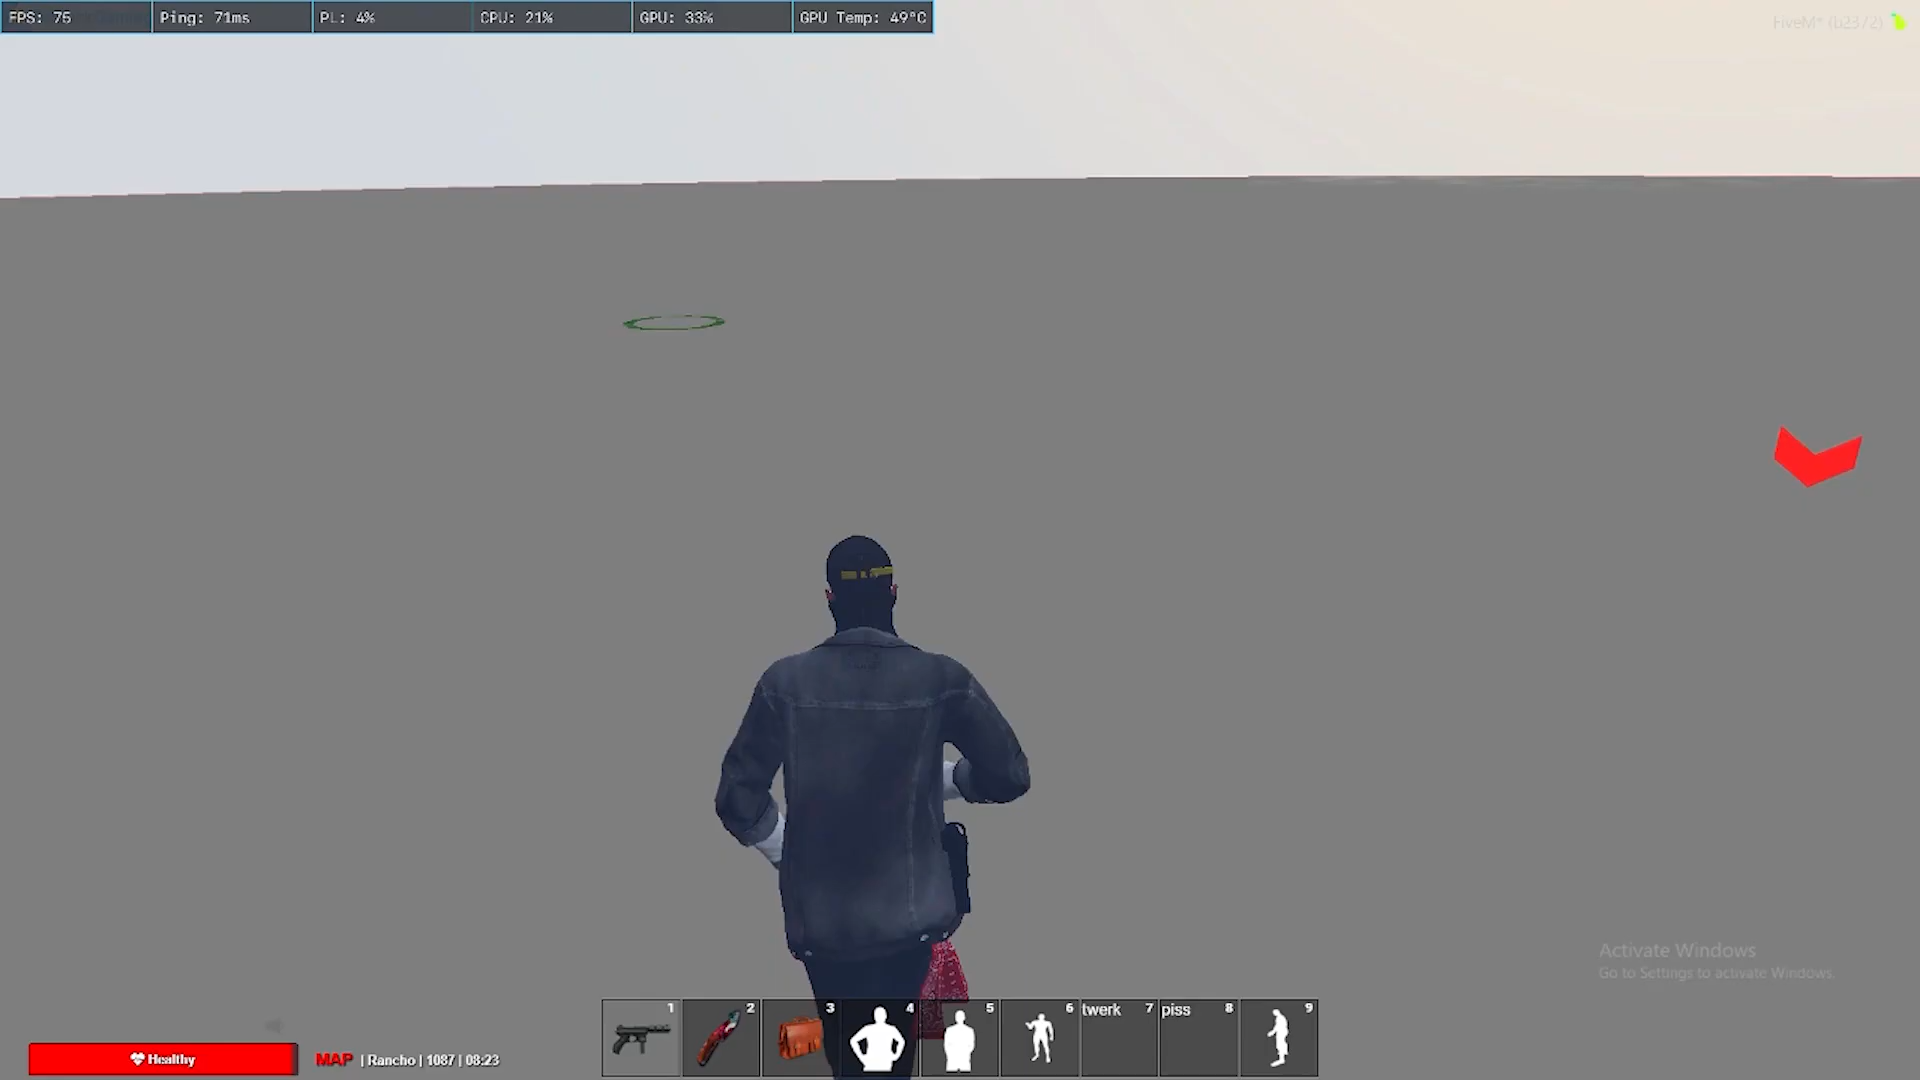 FPS: 75
Ping: 71ms
PL: 4%
CPU: 21%
GPU: 33%
GPU Temp: 49°C
FiveM* (b2372)
Activate Windows
Go to Settings to activate Windows.
1
2
3
4
5
6
twerk 7
piss 8
9
Healthy
MAP | Rancho | 1087 | 08:23